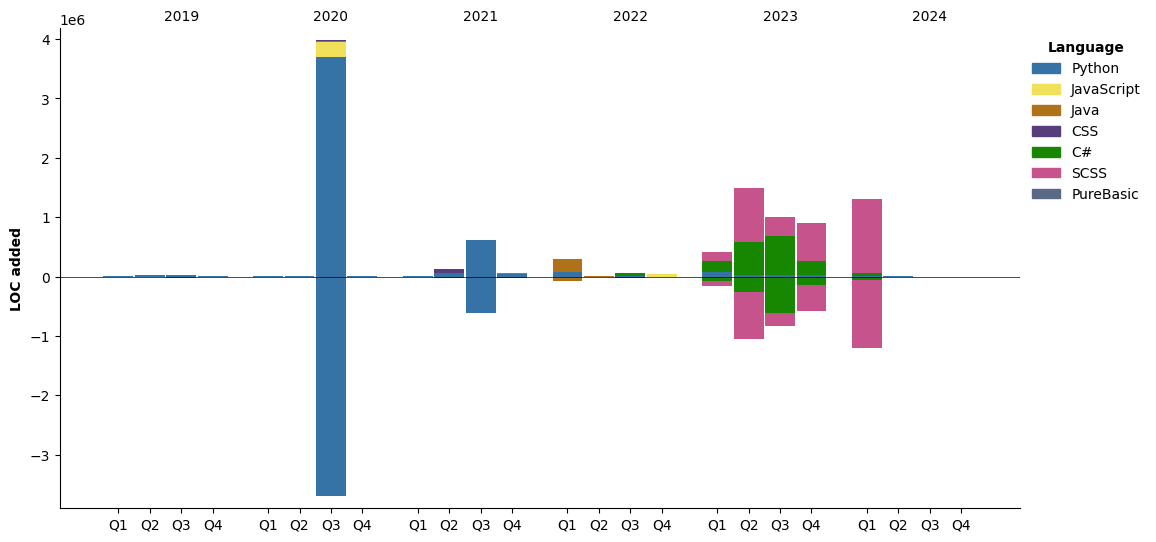 1e6
2019 2020 2021 2022 2023 2024
4
3
2
1
0
−1
−2
−3
LOC added
Q1 Q2 Q3 Q4 Q1 Q2 Q3 Q4 Q1 Q2 Q3 Q4 Q1 Q2 Q3 Q4 Q1 Q2 Q3 Q4 Q1 Q2 Q3 Q4
Language
Python
JavaScript
Java
CSS
C#
SCSS
PureBasic